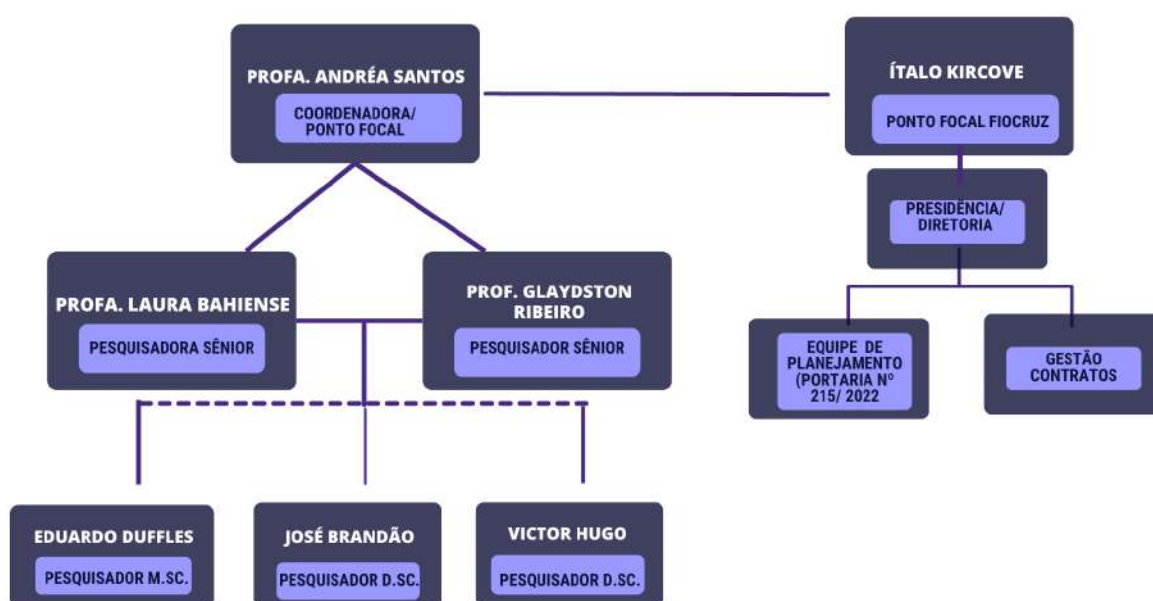 PROFA. ANDRÉA SANTOS
COORDENADORA/
PONTO FOCAL
ÍTALO KIRCOVE
PONTO FOCAL FIOCRUZ
PRESIDÊNCIA/
DIRETORIA
PROFA. LAURA BAHIENSE
PESQUISADORA SÊNIOR
PROF. GLAYDSTON
RIBEIRO
PESQUISADOR SÊNIOR
EQUIPE DE
PLANEJAMENTO
(PORTARIA Nº
215/ 2022
GESTÃO
CONTRATOS
EDUARDO DUFFLES
PESQUISADOR M.SC.
JOSÉ BRANDÃO
PESQUISADOR D.SC.
VICTOR HUGO
PESQUISADOR D.SC.